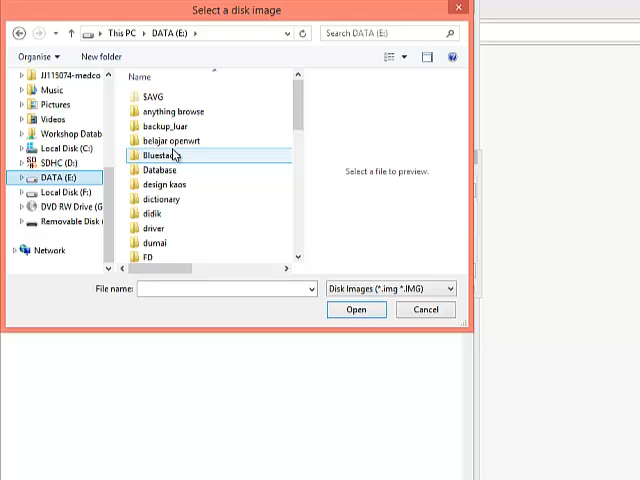 Select a disk image
This PC DATA (E:) Search DATA (E:)
Organise New folder
JJ115074-medco
Music
Pictures
Videos
Workshop Datab
Local Disk (C:)
SDHC (D:)
DATA (E:)
Local Disk (F:)
DVD RW Drive (G
Removable Disk
Network
Name
$AVG
anything browse
backup_luar
belajar openwrt
Bluestac
Database
design kaos
dictionary
didik
driver
dumai
FD
Select a file to preview.
File name: Disk Images (*.img *.IMG)
Open Cancel